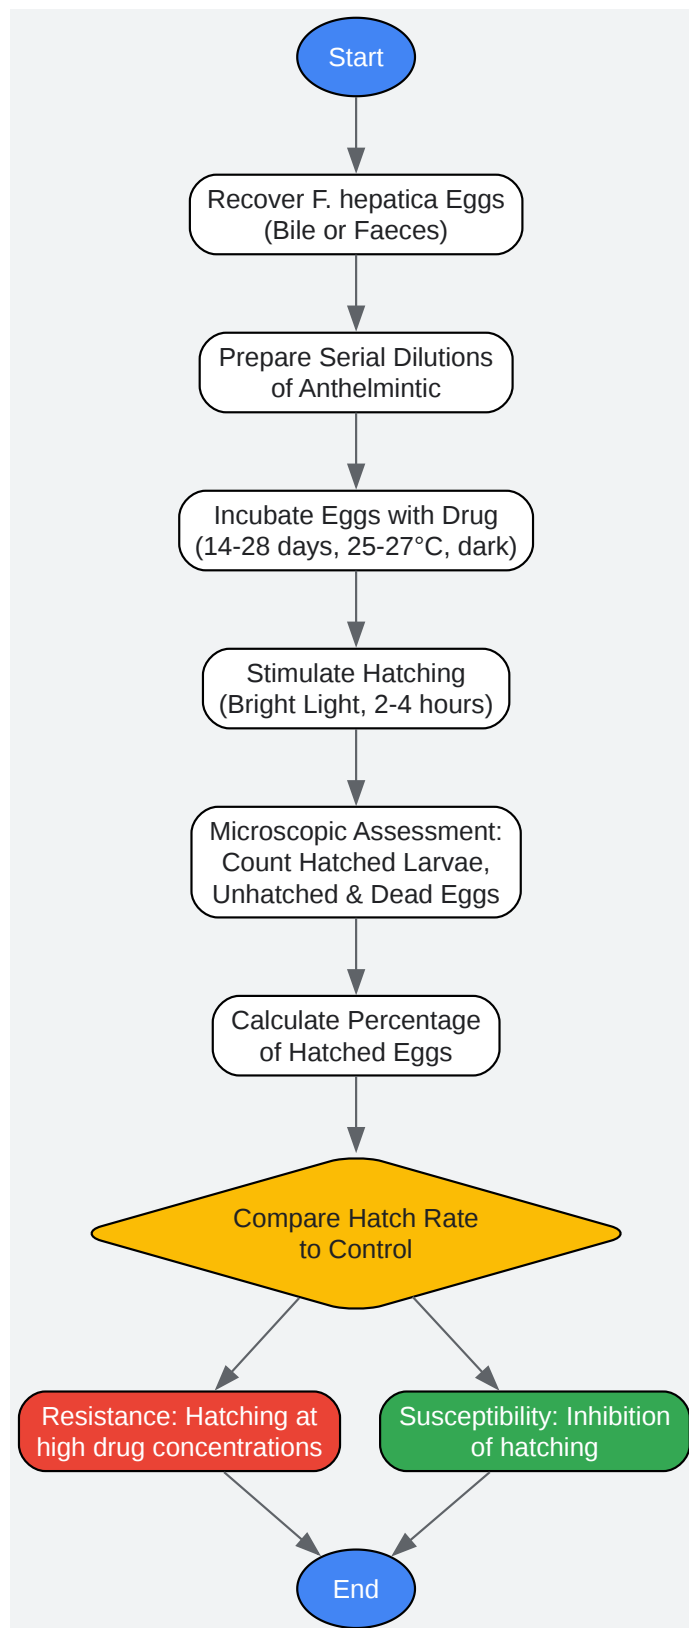 Start
Recover F. hepatica Eggs
(Bile or Faeces)
Prepare Serial Dilutions
of Anthelmintic
Incubate Eggs with Drug
(14-28 days, 25-27°C, dark)
Stimulate Hatching
(Bright Light, 2-4 hours)
Microscopic Assessment:
Count Hatched Larvae,
Unhatched & Dead Eggs
Calculate Percentage
of Hatched Eggs
Compare Hatch Rate
to Control
Resistance: Hatching at
high drug concentrations
Susceptibility: Inhibition
of hatching
End